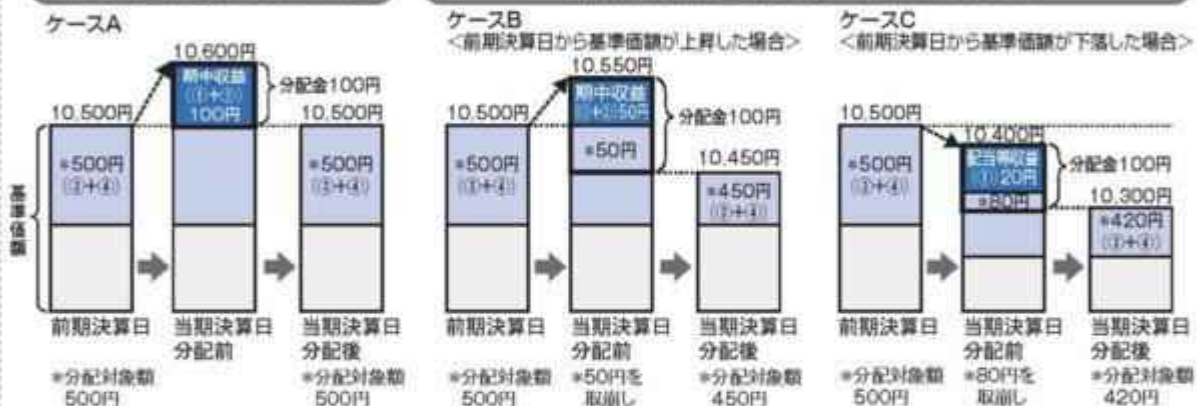 ケースA
10,600円
期中収益
(①+②)
100円
分配金100円
10,500円
10,500円
*500円
(③+④)
*500円
(③+④)
基準価額
前期決算日
当期決算日
分配前
当期決算日
分配後
*分配対象額
500円
*分配対象額
500円
ケースB
<前期決算日から基準価額が上昇した場合>
10,550円
期中収益
(①+②)50円
分配金100円
10,500円
*500円
(③+④)
*50円
10,450円
*450円
(③+④)
前期決算日
当期決算日
分配前
当期決算日
分配後
*分配対象額
500円
*50円を
取崩し
*分配対象額
450円
ケースC
<前期決算日から基準価額が下落した場合>
10,500円
10,400円
配当等収益
(①)20円
分配金100円
*500円
(③+④)
*80円
10,300円
*420円
(③+④)
前期決算日
当期決算日
分配前
当期決算日
分配後
*分配対象額
500円
*80円を
取崩し
*分配対象額
420円